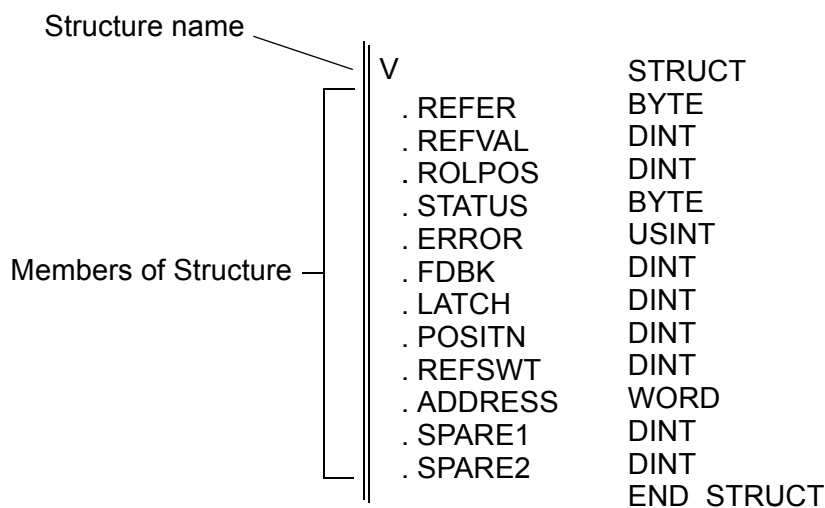 Structure name
V STRUCT
. REFER BYTE
. REFVAL DINT
. ROLPOS DINT
. STATUS BYTE
. ERROR USINT
Members of Structure
. FDBK DINT
. LATCH DINT
. POSITN DINT
. REFSWT DINT
. ADDRESS WORD
. SPARE1 DINT
. SPARE2 DINT
END STRUCT